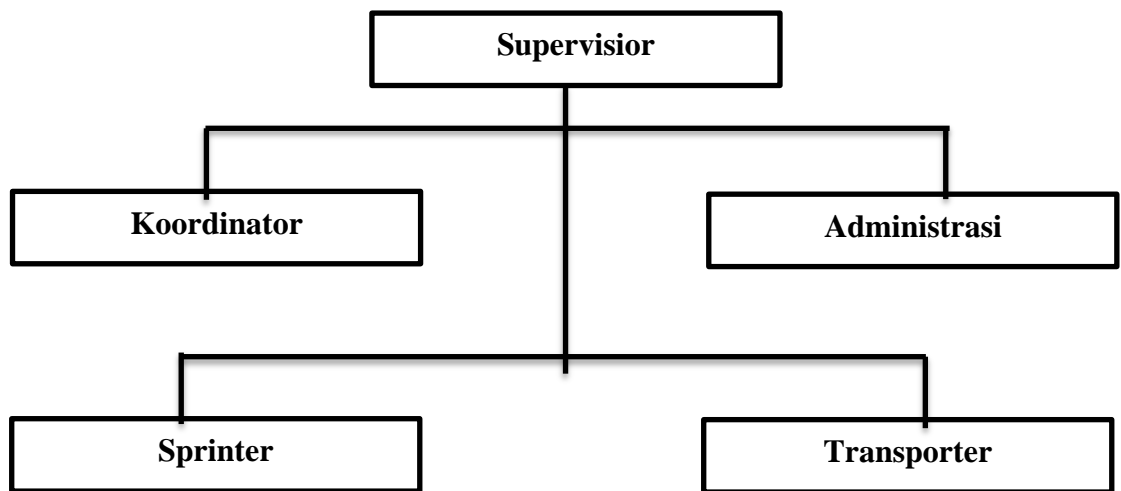 Supervisior
Koordinator
Administrasi
Sprinter
Transporter